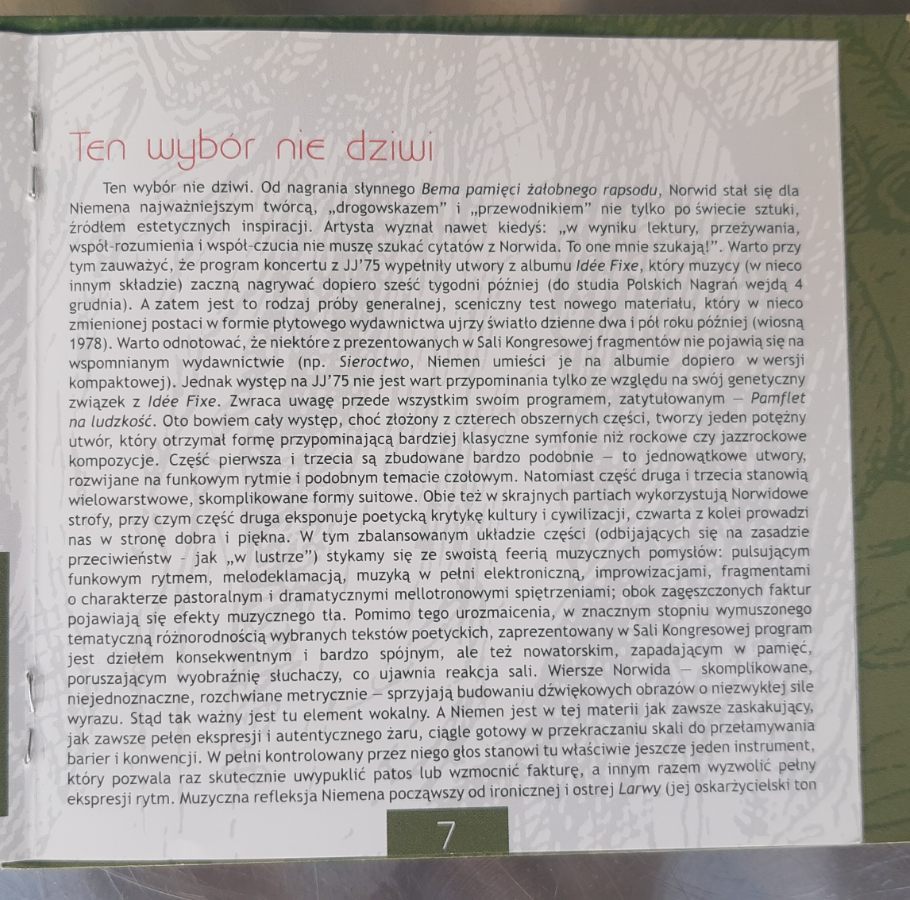 Ten wybór nie dziwi
Ten wybór nie dziwi. Od nagrania słynnego Bema pamięci żałobnego rapsodu, Norwid stał się dla
Niemena najważniejszym twórcą, „drogowskazem” i „przewodnikiem” nie tylko po świecie sztuki,
źródłem estetycznych inspiracji. Artysta wyznał nawet kiedyś: „w wyniku lektury, przeżywania,
współ-rozumienia i współ-czucia nie muszę szukać cytatów z Norwida. To one mnie szukają!”. Warto przy
tym zauważyć, że program koncertu z JJ’75 wypełniły utwory z albumu Idée Fixe, który muzycy (w nieco
innym składzie) zaczną nagrywać dopiero sześć tygodni później (do studia Polskich Nagrań wejdą 4
grudnia). A zatem jest to rodzaj próby generalnej, sceniczny test nowego materiału, który w nieco
zmienionej postaci w formie płytowego wydawnictwa ujrzy światło dzienne dwa i pół roku później (wiosną
1978). Warto odnotować, że niektóre z prezentowanych w Sali Kongresowej fragmentów nie pojawią się na
wspomnianym wydawnictwie (np. Sieroctwo, Niemen umieści je na albumie dopiero w wersji
kompaktowej). Jednak występ na JJ’75 nie jest wart przypominania tylko ze względu na swój genetyczny
związek z Idée Fixe. Zwraca uwagę przede wszystkim swoim programem, zatytułowanym – Pamflet
na ludzkość. Oto bowiem cały występ, choć złożony z czterech obszernych części, tworzy jeden potężny
utwór, który otrzymał formę przypominającą bardziej klasyczne symfonie niż rockowe czy jazzrockowe
kompozycje. Część pierwsza i trzecia są zbudowane bardzo podobnie – to jednowątkowe utwory,
rozwijane na funkowym rytmie i podobnym temacie czołowym. Natomiast część druga i trzecia stanowią
wielowarstwowe, skomplikowane formy suitowe. Obie też w skrajnych partiach wykorzystują Norwidowe
strofy, przy czym część druga eksponuje poetycką krytykę kultury i cywilizacji, czwarta z kolei prowadzi
nas w stronę dobra i piękna. W tym zbalansowanym układzie części (odbijających się na zasadzie
przeciwieństw - jak „w lustrze”) stykamy się ze swoistą feerią muzycznych pomysłów: pulsującym
funkowym rytmem, melodeklamacją, muzyką w pełni elektroniczną, improwizacjami, fragmentami
o charakterze pastoralnym i dramatycznymi mellotronowymi spiętrzeniami; obok zagęszczonych faktur
pojawiają się efekty muzycznego tła. Pomimo tego urozmaicenia, w znacznym stopniu wymuszonego
tematyczną różnorodnością wybranych tekstów poetyckich, zaprezentowany w Sali Kongresowej program
jest dziełem konsekwentnym i bardzo spójnym, ale też nowatorskim, zapadającym w pamięć,
poruszającym wyobraźnię słuchaczy, co ujawnia reakcja sali. Wiersze Norwida – skomplikowane,
niejednoznaczne, rozchwiane metrycznie – sprzyjają budowaniu dźwiękowych obrazów o niezwykłej sile
wyrazu. Stąd tak ważny jest tu element wokalny. A Niemen jest w tej materii jak zawsze zaskakujący,
jak zawsze pełen ekspresji i autentycznego żaru, ciągle gotowy w przekraczaniu skali do przełamywania
barier i konwencji. W pełni kontrolowany przez niego głos stanowi tu właściwie jeszcze jeden instrument,
który pozwala raz skutecznie uwypuklić patos lub wzmocnić fakturę, a innym razem wyzwolić pełny
ekspresji rytm. Muzyczna refleksja Niemena począwszy od ironicznej i ostrej Larwy (jej oskarżycielski ton
7